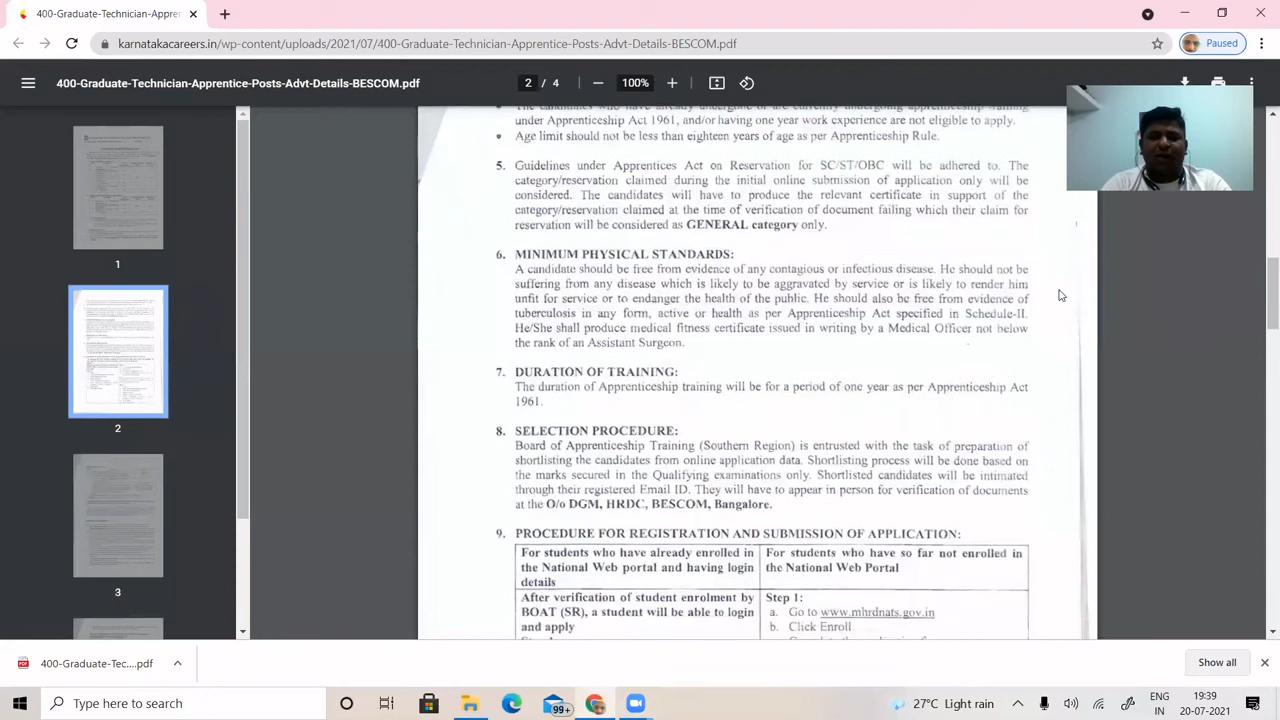 400-Graduate-Technician-Appren
karnatakacareers.in/wp-content/uploads/2021/07/400-Graduate-Technician-Apprentice-Posts-Advt-Details-BESCOM.pdf
Paused
400-Graduate-Technician-Apprentice-Posts-Advt-Details-BESCOM.pdf
2 / 4
100%
1
2
3
The candidates who have already undergone or are currently undergoing apprenticeship training
under Apprenticeship Act 1961, and/or having one year work experience are not eligible to apply.
• Age limit should not be less than eighteen years of age as per Apprenticeship Rule.
5. Guidelines under Apprentices Act on Reservation for SC/ST/OBC will be adhered to. The
category/reservation claimed during the initial online submission of application only will be
considered. The candidates will have to produce the relevant certificate in support of the
category/reservation claimed at the time of verification of document failing which their claim for
reservation will be considered as GENERAL category only.
6. MINIMUM PHYSICAL STANDARDS:
A candidate should be free from evidence of any contagious or infectious disease. He should not be
suffering from any disease which is likely to be aggravated by service or is likely to render him
unfit for service or to endanger the health of the public. He should also be free from evidence of
tuberculosis in any form, active or health as per Apprenticeship Act specified in Schedule-II.
He/She shall produce medical fitness certificate issued in writing by a Medical Officer not below
the rank of an Assistant Surgeon.
7. DURATION OF TRAINING:
The duration of Apprenticeship training will be for a period of one year as per Apprenticeship Act
1961.
8. SELECTION PROCEDURE:
Board of Apprenticeship Training (Southern Region) is entrusted with the task of preparation of
shortlisting the candidates from online application data. Shortlisting process will be done based on
the marks secured in the Qualifying examinations only. Shortlisted candidates will be intimated
through their registered Email ID. They will have to appear in person for verification of documents
at the O/o DGM, HRDC, BESCOM, Bangalore.
9. PROCEDURE FOR REGISTRATION AND SUBMISSION OF APPLICATION:
For students who have already enrolled in
the National Web portal and having login
details
For students who have so far not enrolled in
the National Web Portal
After verification of student enrolment by
BOAT (SR), a student will be able to login
and apply
Step 1:
a. Go to www.mhrdnats.gov.in
b. Click Enroll
400-Graduate-Tec....pdf
Show all
Type here to search
99+
27°C Light rain
ENG
IN
19:39
20-07-2021